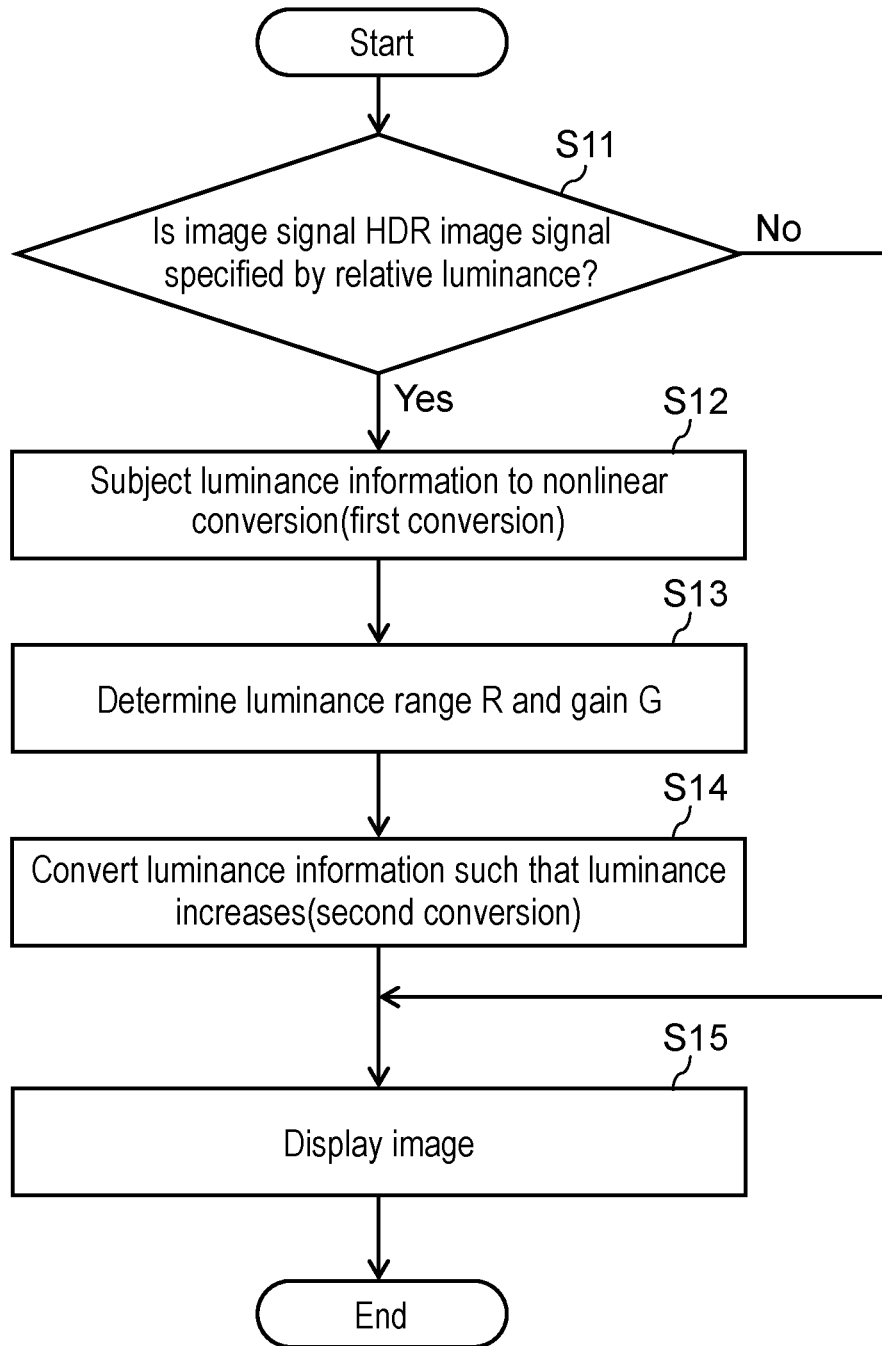 Start
S11
Is image signal HDR image signal
specified by relative luminance?
No
Yes
S12
Subject luminance information to nonlinear
conversion(first conversion)
S13
Determine luminance range R and gain G
S14
Convert luminance information such that luminance
increases(second conversion)
S15
Display image
End